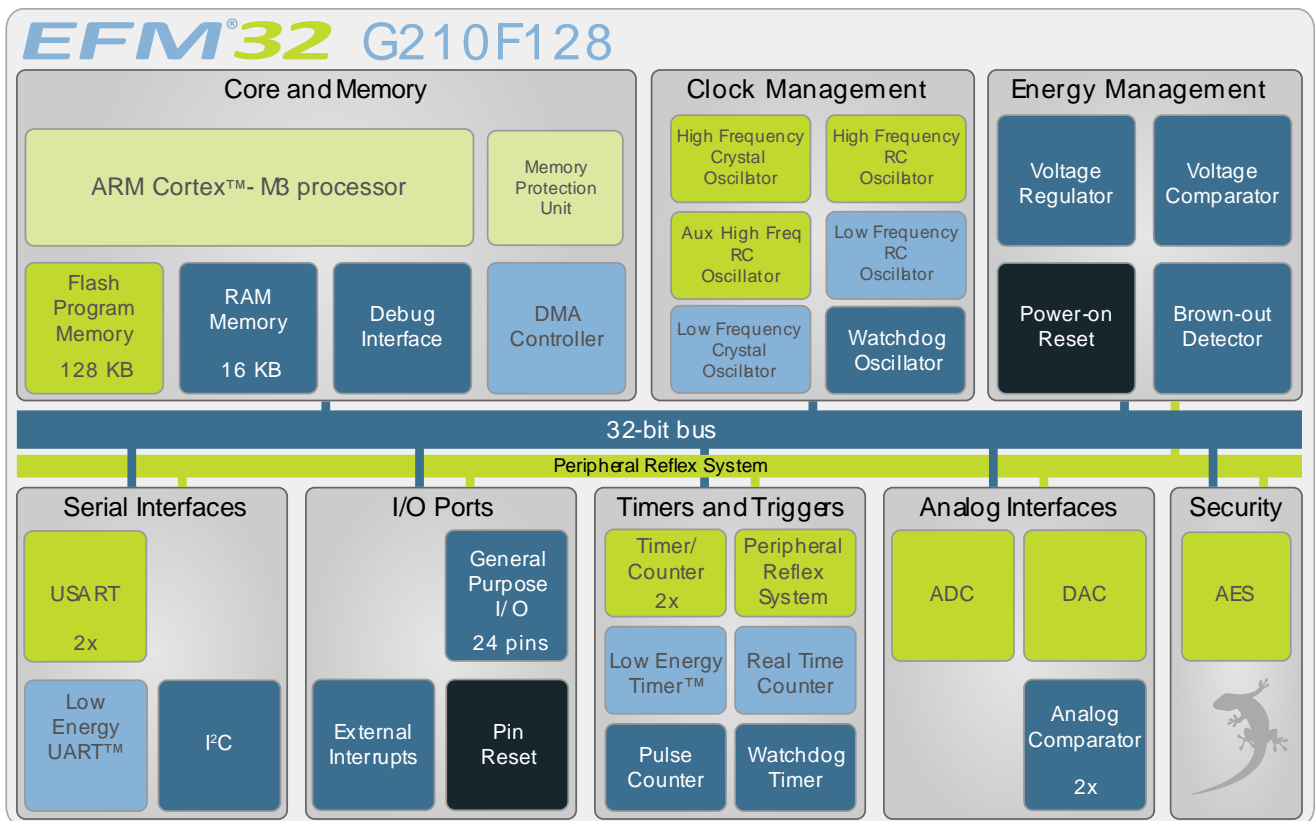 EFM®32 G210F128
Core and Memory
ARM Cortex™- M3 processor
Memory
Protection
Unit
Flash
Program
Memory
128 KB
RAM
Memory
16 KB
Debug
Interface
DMA
Controller
Clock Management
High Frequency
Crystal
Oscillator
High Frequency
RC
Oscillator
Aux High Freq
RC
Oscillator
Low Frequency
RC
Oscillator
Low Frequency
Crystal
Oscillator
Watchdog
Oscillator
Energy Management
Voltage
Regulator
Voltage
Comparator
Power-on
Reset
Brown-out
Detector
32-bit bus
Peripheral Reflex System
Serial Interfaces
USART
2x
Low
Energy
UART™
I²C
I/O Ports
General
Purpose
I/O
24 pins
External
Interrupts
Pin
Reset
Timers and Triggers
Timer/
Counter
2x
Peripheral
Reflex
System
Low Energy
Timer™
Real Time
Counter
Pulse
Counter
Watchdog
Timer
Analog Interfaces
ADC
DAC
Analog
Comparator
2x
Security
AES